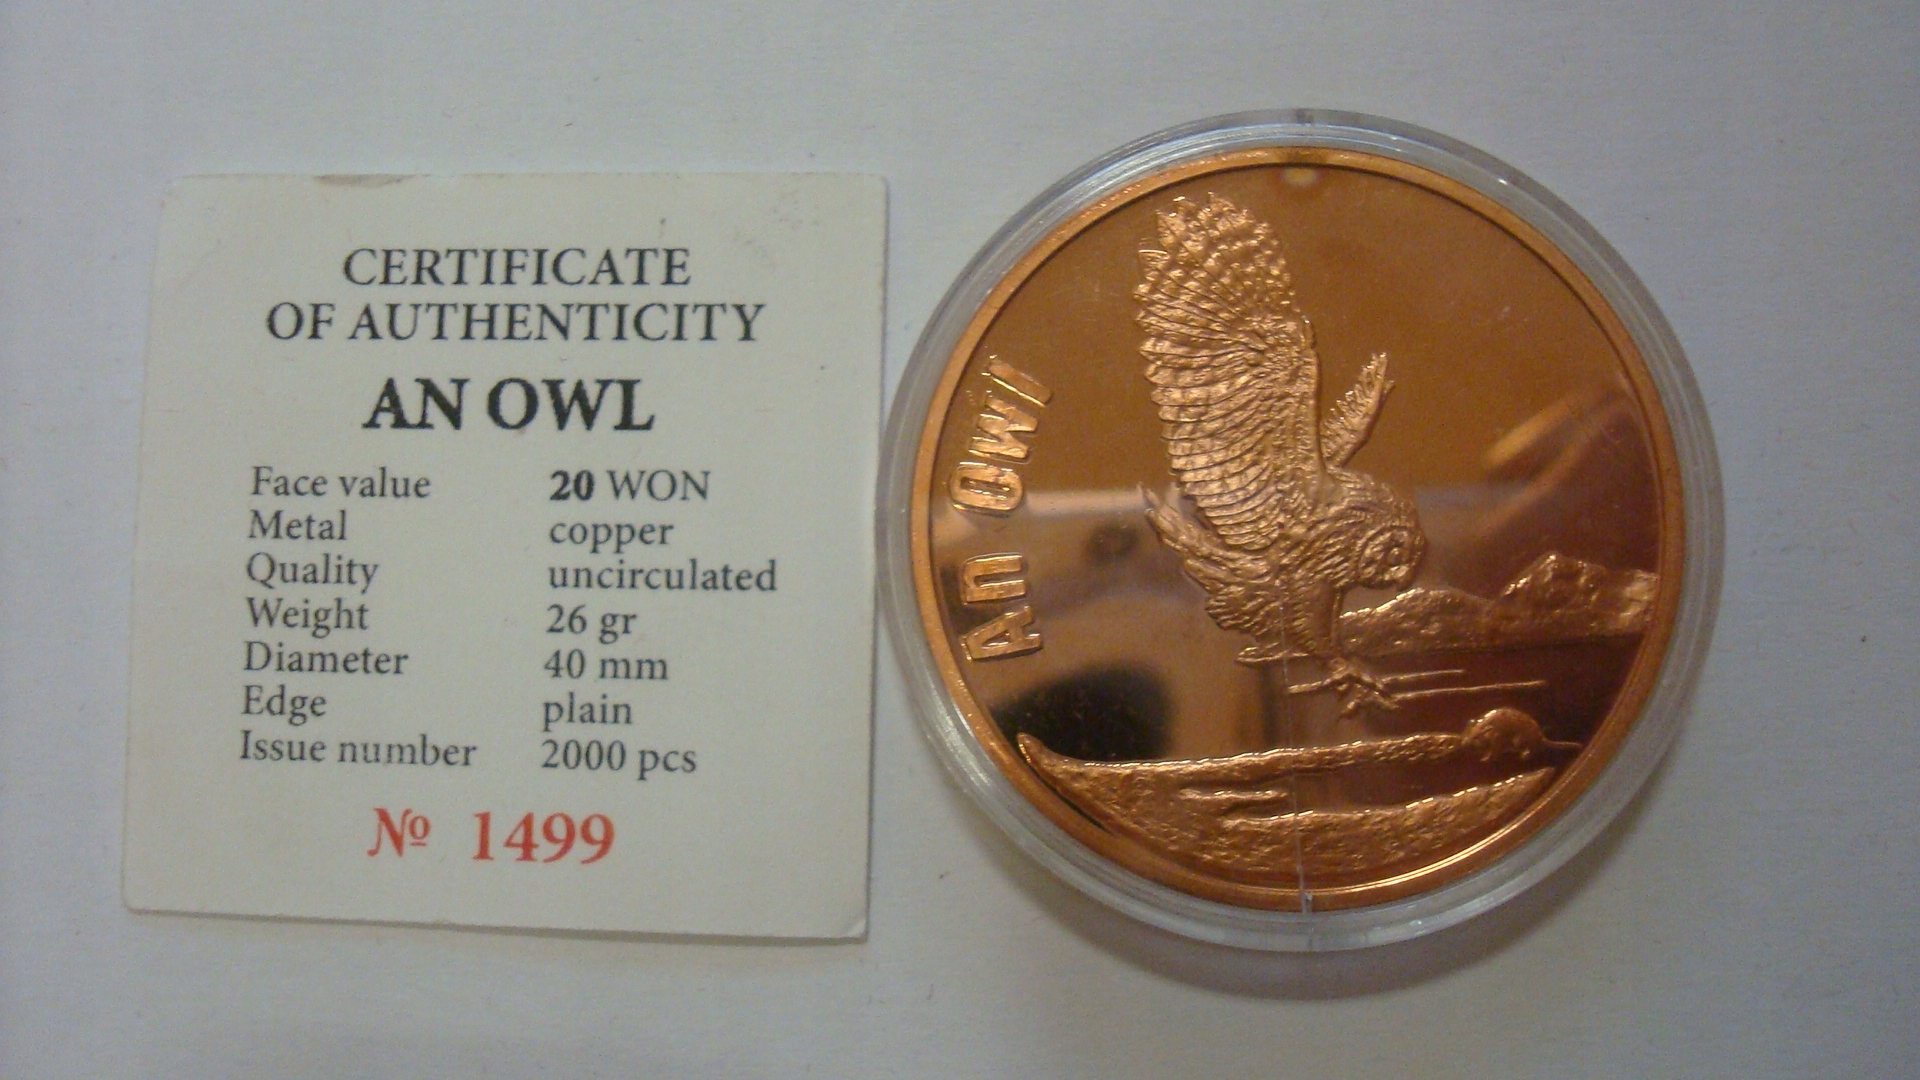 CERTIFICATE
OF AUTHENTICITY
AN OWL
Face value 20 WON
Metal copper
Quality uncirculated
Weight 26 gr
Diameter 40 mm
Edge plain
Issue number 2000 pcs
№ 1499
An OWl